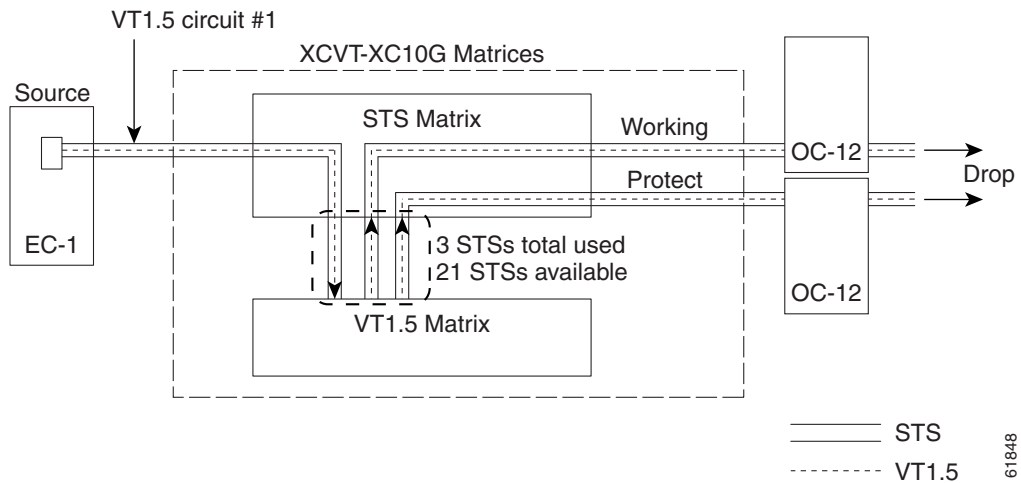 VT1.5 circuit #1
XCVT-XC10G Matrices
Source
STS Matrix
Working
OC-12
Drop
Protect
EC-1
3 STSs total used
21 STSs available
OC-12
VT1.5 Matrix
STS
VT1.5
61848